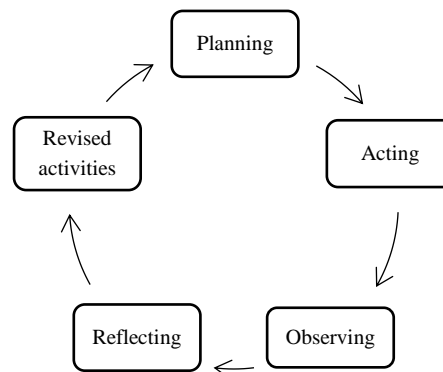 Planning
Acting
Observing
Reflecting
Revised
activities